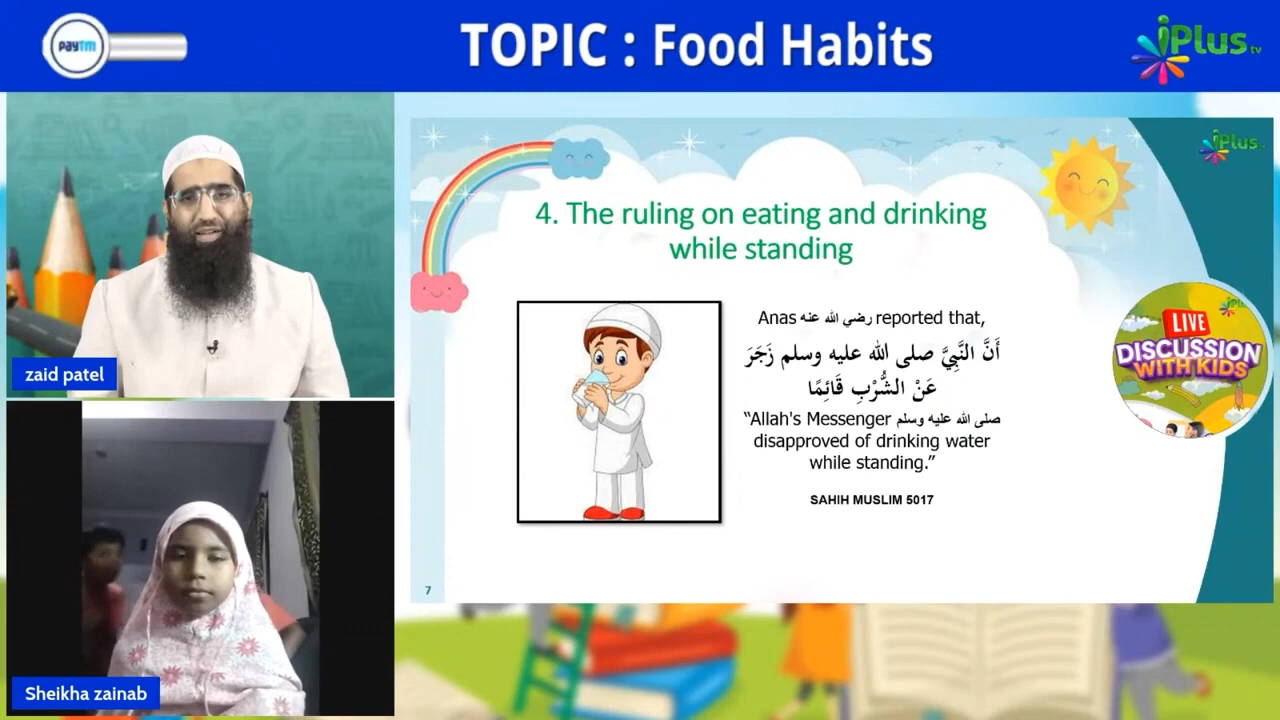 paytm
TOPIC : Food Habits
iPlus tv
iPlus
4. The ruling on eating and drinking
while standing
Anas رضي الله عنه reported that,
أَنَّ النَّبِيَّ صلى الله عليه وسلم زَجَرَ
عَنْ الشُّرْبِ قَائِمًا
“Allah's Messenger صلى الله عليه وسلم
disapproved of drinking water
while standing.”
SAHIH MUSLIM 5017
7
LIVE
DISCUSSION
WITH KIDS
zaid patel
Sheikha zainab